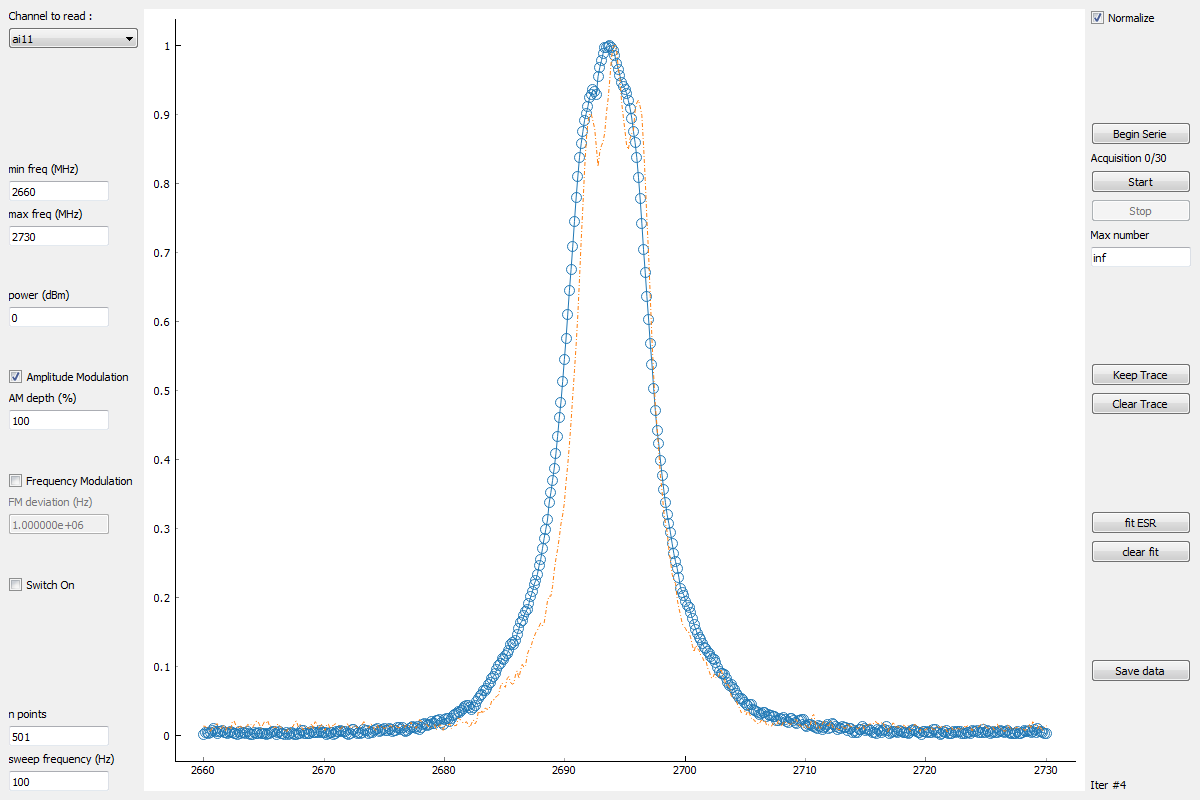 Channel to read :
ai11
min freq (MHz)
2660
max freq (MHz)
2730
power (dBm)
0
Amplitude Modulation
AM depth (%)
100
Frequency Modulation
FM deviation (Hz)
1.000000e+06
Switch On
n points
501
sweep frequency (Hz)
100
1
0.9
0.8
0.7
0.6
0.5
0.4
0.3
0.2
0.1
0
2660 2670 2680 2690 2700 2710 2720 2730
Normalize
Begin Serie
Acquisition 0/30
Start
Stop
Max number
inf
Keep Trace
Clear Trace
fit ESR
clear fit
Save data
Iter #4